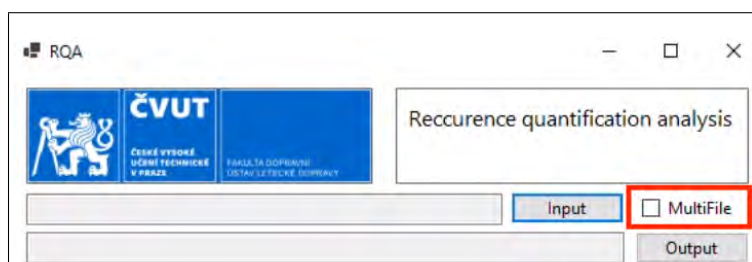 RQA
ČVUT
ČESKÉ VYSOKÉ
UČENÍ TECHNICKÉ
V PRAZE
FAKULTA DOPRAVNÍ
ÚSTAV LETECKÉ DOPRAVY
Reccurence quantification analysis
Input
MultiFile
Output